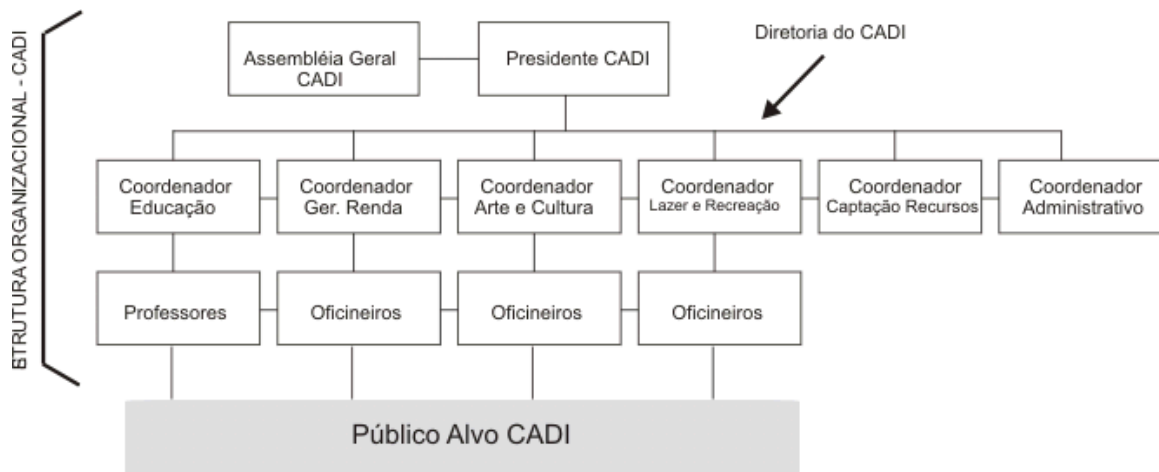 ETRUTURA ORGANIZACIONAL - CADI
Assembléia Geral
CADI
Presidente CADI
Diretoria do CADI
Coordenador
Educação
Coordenador
Ger. Renda
Coordenador
Arte e Cultura
Coordenador
Lazer e Recreação
Coordenador
Captação Recursos
Coordenador
Administrativo
Professores
Oficineiros
Oficineiros
Oficineiros
Público Alvo CADI